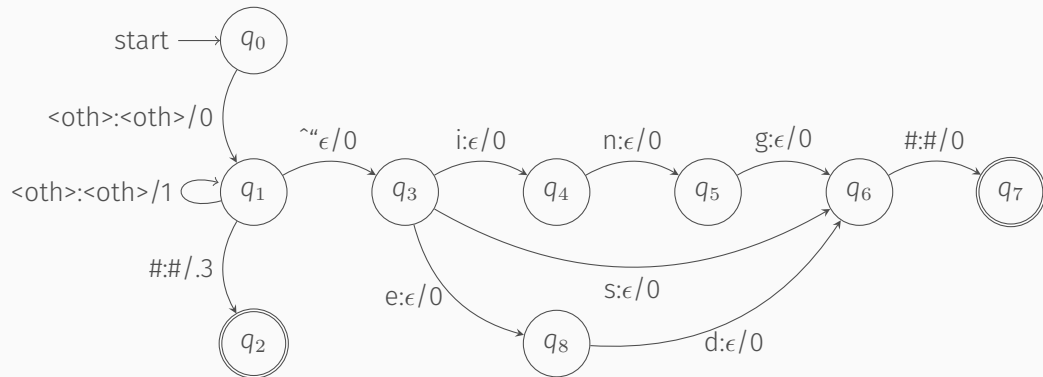 start q₀
<oth>:<oth>/0
ˆ“ϵ/0 i:ϵ/0 n:ϵ/0 g:ϵ/0 #:#/0
<oth>:<oth>/1 q₁ q₃ q₄ q₅ q₆ q₇
#:#/.3 e:ϵ/0 s:ϵ/0
q₂ q₈ d:ϵ/0